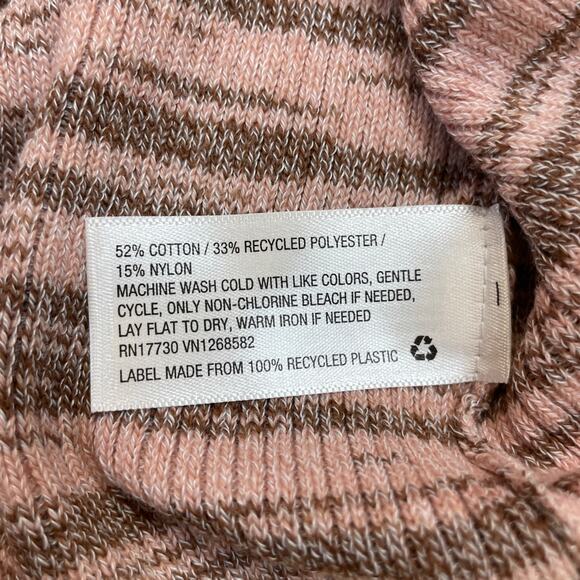 52% COTTON / 33% RECYCLED POLYESTER /
15% NYLON
MACHINE WASH COLD WITH LIKE COLORS, GENTLE
CYCLE, ONLY NON-CHLORINE BLEACH IF NEEDED,
LAY FLAT TO DRY, WARM IRON IF NEEDED
RN17730 VN1268582
LABEL MADE FROM 100% RECYCLED PLASTIC